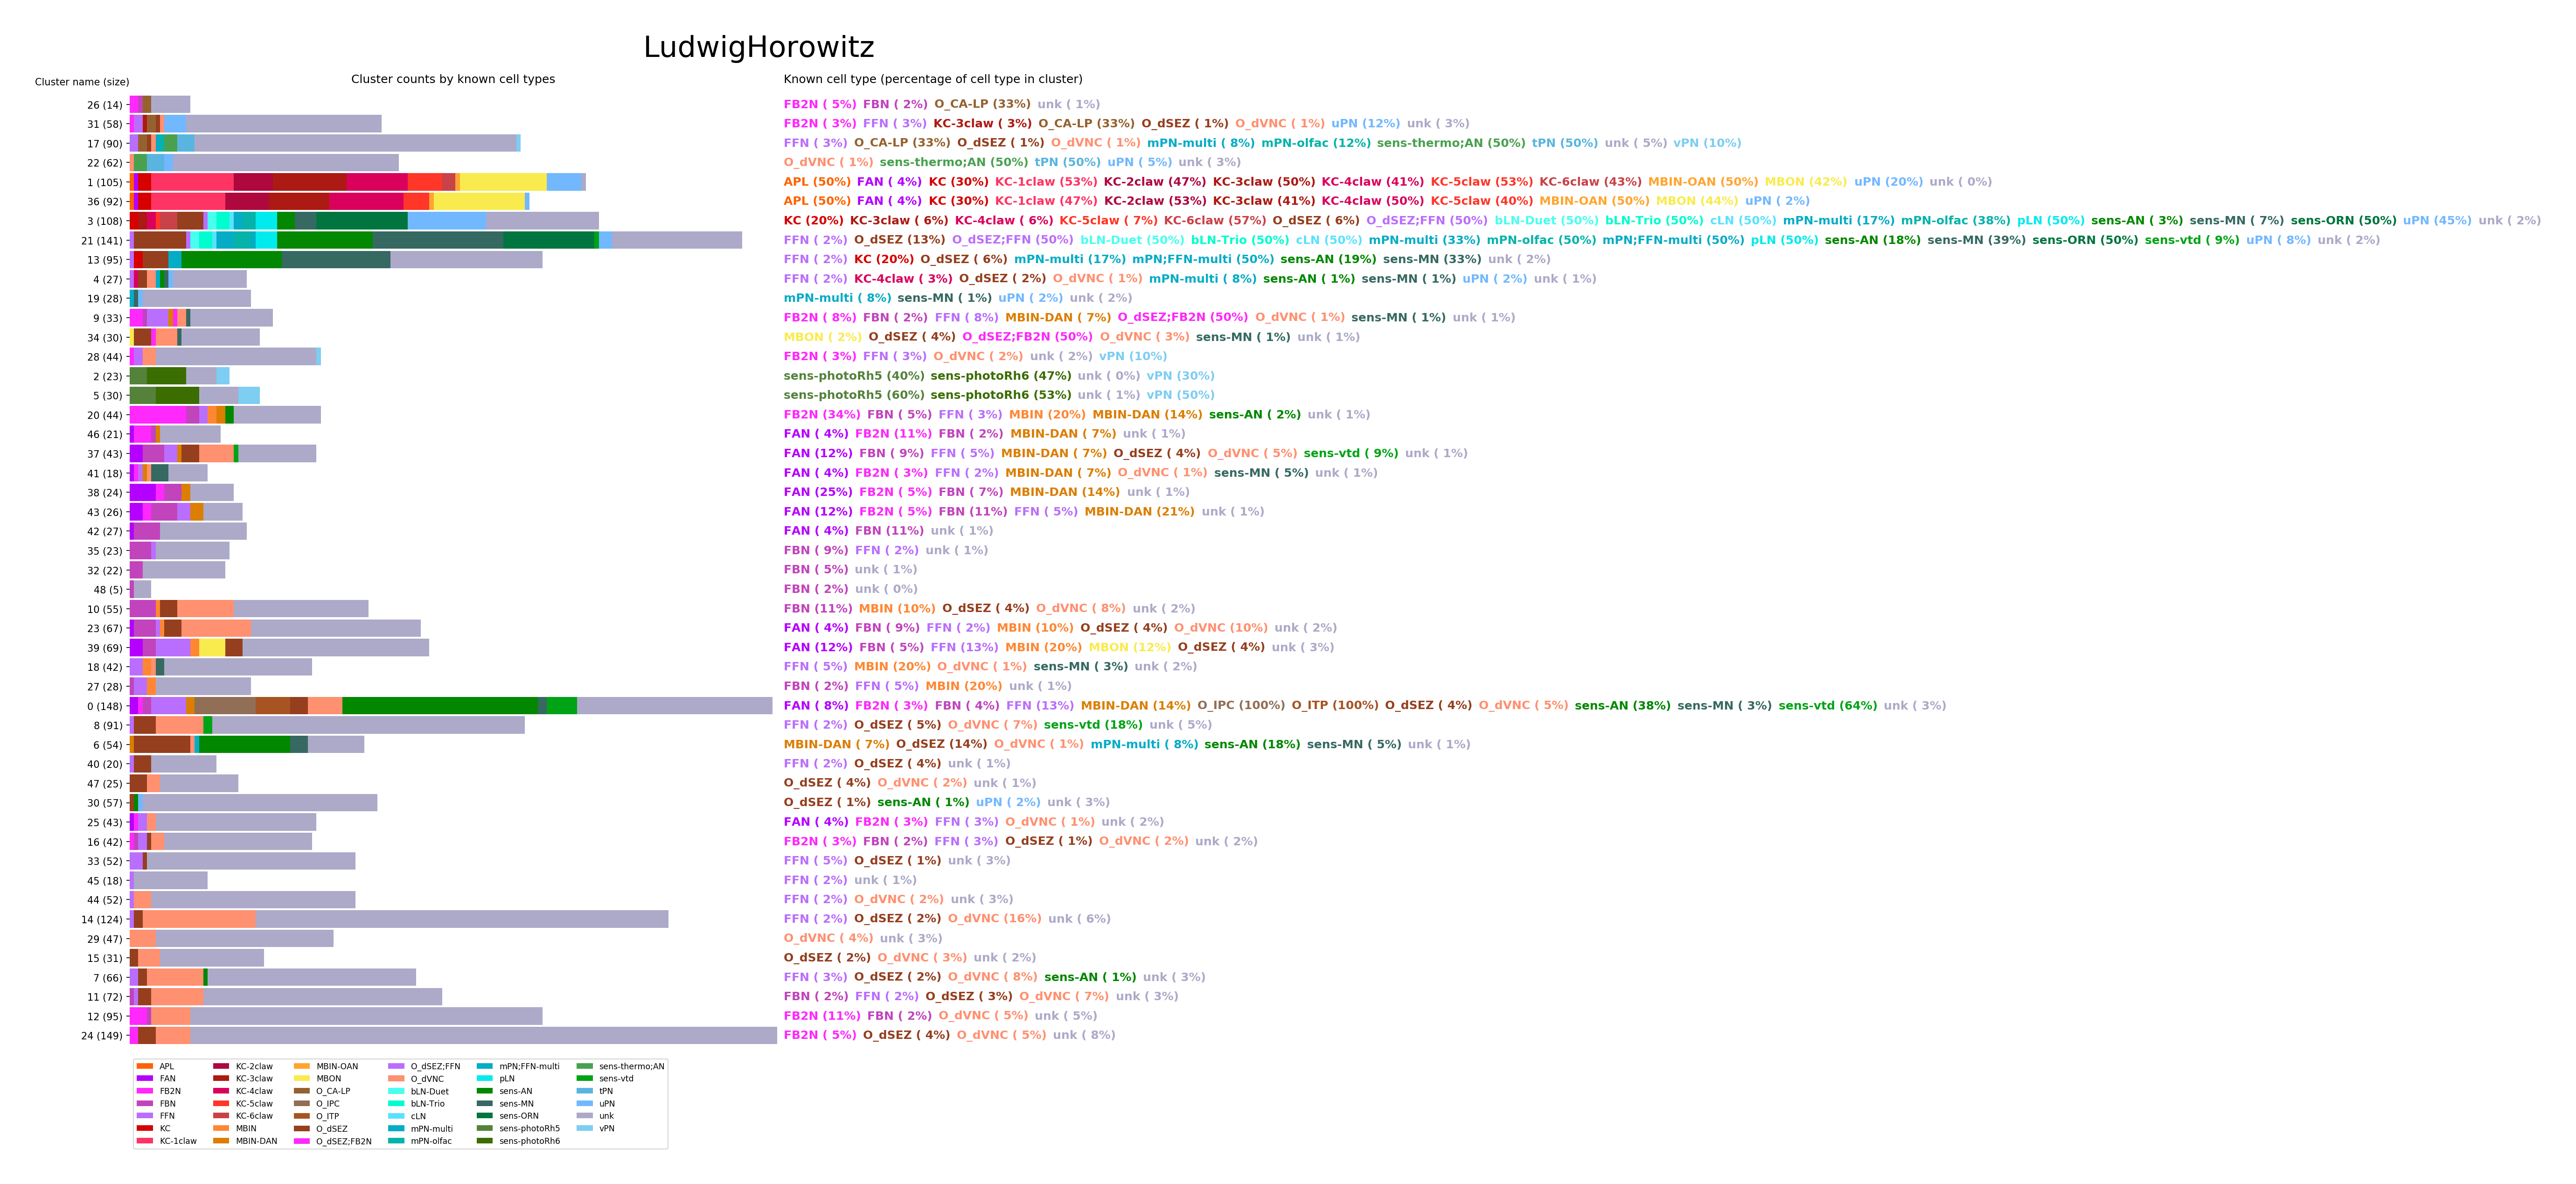 LudwigHorowitz
Cluster name (size) Cluster counts by known cell types Known cell type (percentage of cell type in cluster)
26 (14) FB2N ( 5%) FBN ( 2%) O_CA-LP (33%) unk ( 1%)
31 (58) FB2N ( 3%) FFN ( 3%) KC-3claw ( 3%) O_CA-LP (33%) O_dSEZ ( 1%) O_dVNC ( 1%) uPN (12%) unk ( 3%)
17 (90) FFN ( 3%) O_CA-LP (33%) O_dSEZ ( 1%) O_dVNC ( 1%) mPN-multi ( 8%) mPN-olfac (12%) sens-thermo;AN (50%) tPN (50%) unk ( 5%) vPN (10%)
22 (62) O_dVNC ( 1%) sens-thermo;AN (50%) tPN (50%) uPN ( 5%) unk ( 3%)
1 (105) APL (50%) FAN ( 4%) KC (30%) KC-1claw (53%) KC-2claw (47%) KC-3claw (50%) KC-4claw (41%) KC-5claw (53%) KC-6claw (43%) MBIN-OAN (50%) MBON (42%) uPN (20%) unk ( 0%)
36 (92) APL (50%) FAN ( 4%) KC (30%) KC-1claw (47%) KC-2claw (53%) KC-3claw (41%) KC-4claw (50%) KC-5claw (40%) MBIN-OAN (50%) MBON (44%) uPN ( 2%)
3 (108) KC (20%) KC-3claw ( 6%) KC-4claw ( 6%) KC-5claw ( 7%) KC-6claw (57%) O_dSEZ ( 6%) O_dSEZ;FFN (50%) bLN-Duet (50%) bLN-Trio (50%) cLN (50%) mPN-multi (17%) mPN-olfac (38%) pLN (50%) sens-AN ( 3%) sens-MN ( 7%) sens-ORN (50%) uPN (45%) unk ( 2%)
21 (141) FFN ( 2%) O_dSEZ (13%) O_dSEZ;FFN (50%) bLN-Duet (50%) bLN-Trio (50%) cLN (50%) mPN-multi (33%) mPN-olfac (50%) mPN;FFN-multi (50%) pLN (50%) sens-AN (18%) sens-MN (39%) sens-ORN (50%) sens-vtd ( 9%) uPN ( 8%) unk ( 2%)
13 (95) FFN ( 2%) KC (20%) O_dSEZ ( 6%) mPN-multi (17%) mPN;FFN-multi (50%) sens-AN (19%) sens-MN (33%) unk ( 2%)
4 (27) FFN ( 2%) KC-4claw ( 3%) O_dSEZ ( 2%) O_dVNC ( 1%) mPN-multi ( 8%) sens-AN ( 1%) sens-MN ( 1%) uPN ( 2%) unk ( 1%)
19 (28) mPN-multi ( 8%) sens-MN ( 1%) uPN ( 2%) unk ( 2%)
9 (33) FB2N ( 8%) FBN ( 2%) FFN ( 8%) MBIN-DAN ( 7%) O_dSEZ;FB2N (50%) O_dVNC ( 1%) sens-MN ( 1%) unk ( 1%)
34 (30) MBON ( 2%) O_dSEZ ( 4%) O_dSEZ;FB2N (50%) O_dVNC ( 3%) sens-MN ( 1%) unk ( 1%)
28 (44) FB2N ( 3%) FFN ( 3%) O_dVNC ( 2%) unk ( 2%) vPN (10%)
2 (23) sens-photoRh5 (40%) sens-photoRh6 (47%) unk ( 0%) vPN (30%)
5 (30) sens-photoRh5 (60%) sens-photoRh6 (53%) unk ( 1%) vPN (50%)
20 (44) FB2N (34%) FBN ( 5%) FFN ( 3%) MBIN (20%) MBIN-DAN (14%) sens-AN ( 2%) unk ( 1%)
46 (21) FAN ( 4%) FB2N (11%) FBN ( 2%) MBIN-DAN ( 7%) unk ( 1%)
37 (43) FAN (12%) FBN ( 9%) FFN ( 5%) MBIN-DAN ( 7%) O_dSEZ ( 4%) O_dVNC ( 5%) sens-vtd ( 9%) unk ( 1%)
41 (18) FAN ( 4%) FB2N ( 3%) FFN ( 2%) MBIN-DAN ( 7%) O_dVNC ( 1%) sens-MN ( 5%) unk ( 1%)
38 (24) FAN (25%) FB2N ( 5%) FBN ( 7%) MBIN-DAN (14%) unk ( 1%)
43 (26) FAN (12%) FB2N ( 5%) FBN (11%) FFN ( 5%) MBIN-DAN (21%) unk ( 1%)
42 (27) FAN ( 4%) FBN (11%) unk ( 1%)
35 (23) FBN ( 9%) FFN ( 2%) unk ( 1%)
32 (22) FBN ( 5%) unk ( 1%)
48 (5) FBN ( 2%) unk ( 0%)
10 (55) FBN (11%) MBIN (10%) O_dSEZ ( 4%) O_dVNC ( 8%) unk ( 2%)
23 (67) FAN ( 4%) FBN ( 9%) FFN ( 2%) MBIN (10%) O_dSEZ ( 4%) O_dVNC (10%) unk ( 2%)
39 (69) FAN (12%) FBN ( 5%) FFN (13%) MBIN (20%) MBON (12%) O_dSEZ ( 4%) unk ( 3%)
18 (42) FFN ( 5%) MBIN (20%) O_dVNC ( 1%) sens-MN ( 3%) unk ( 2%)
27 (28) FBN ( 2%) FFN ( 5%) MBIN (20%) unk ( 1%)
0 (148) FAN ( 8%) FB2N ( 3%) FBN ( 4%) FFN (13%) MBIN-DAN (14%) O_IPC (100%) O_ITP (100%) O_dSEZ ( 4%) O_dVNC ( 5%) sens-AN (38%) sens-MN ( 3%) sens-vtd (64%) unk ( 3%)
8 (91) FFN ( 2%) O_dSEZ ( 5%) O_dVNC ( 7%) sens-vtd (18%) unk ( 5%)
6 (54) MBIN-DAN ( 7%) O_dSEZ (14%) O_dVNC ( 1%) mPN-multi ( 8%) sens-AN (18%) sens-MN ( 5%) unk ( 1%)
40 (20) FFN ( 2%) O_dSEZ ( 4%) unk ( 1%)
47 (25) O_dSEZ ( 4%) O_dVNC ( 2%) unk ( 1%)
30 (57) O_dSEZ ( 1%) sens-AN ( 1%) uPN ( 2%) unk ( 3%)
25 (43) FAN ( 4%) FB2N ( 3%) FFN ( 3%) O_dVNC ( 1%) unk ( 2%)
16 (42) FB2N ( 3%) FBN ( 2%) FFN ( 3%) O_dSEZ ( 1%) O_dVNC ( 2%) unk ( 2%)
33 (52) FFN ( 5%) O_dSEZ ( 1%) unk ( 3%)
45 (18) FFN ( 2%) unk ( 1%)
44 (52) FFN ( 2%) O_dVNC ( 2%) unk ( 3%)
14 (124) FFN ( 2%) O_dSEZ ( 2%) O_dVNC (16%) unk ( 6%)
29 (47) O_dVNC ( 4%) unk ( 3%)
15 (31) O_dSEZ ( 2%) O_dVNC ( 3%) unk ( 2%)
7 (66) FFN ( 3%) O_dSEZ ( 2%) O_dVNC ( 8%) sens-AN ( 1%) unk ( 3%)
11 (72) FBN ( 2%) FFN ( 2%) O_dSEZ ( 3%) O_dVNC ( 7%) unk ( 3%)
12 (95) FB2N (11%) FBN ( 2%) O_dVNC ( 5%) unk ( 5%)
24 (149) FB2N ( 5%) O_dSEZ ( 4%) O_dVNC ( 5%) unk ( 8%)
APL KC-2claw MBIN-OAN O_dSEZ;FFN mPN;FFN-multi sens-thermo;AN
FAN KC-3claw MBON O_dVNC pLN sens-vtd
FB2N KC-4claw O_CA-LP bLN-Duet sens-AN tPN
FBN KC-5claw O_IPC bLN-Trio sens-MN uPN
FFN KC-6claw O_ITP cLN sens-ORN unk
KC MBIN O_dSEZ mPN-multi sens-photoRh5 vPN
KC-1claw MBIN-DAN O_dSEZ;FB2N mPN-olfac sens-photoRh6